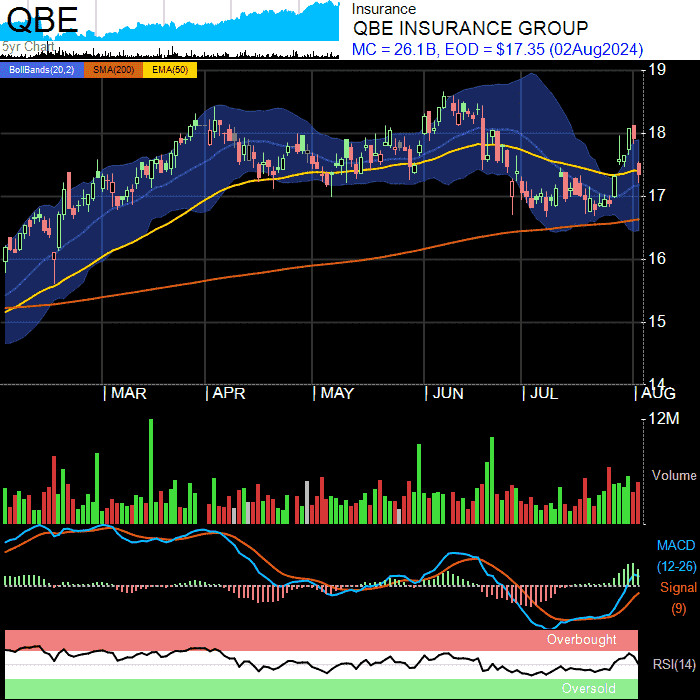 QBE
5yr Chart
Insurance
QBE INSURANCE GROUP
MC = 26.1B, EOD = $17.35 (02Aug2024)
BollBands(20,2) SMA(200) EMA(50)
19
18
17
16
15
14
MAR APR MAY JUN JUL AUG
12M
Volume
MACD
(12-26)
Signal
(9)
Overbought
RSI(14)
Oversold